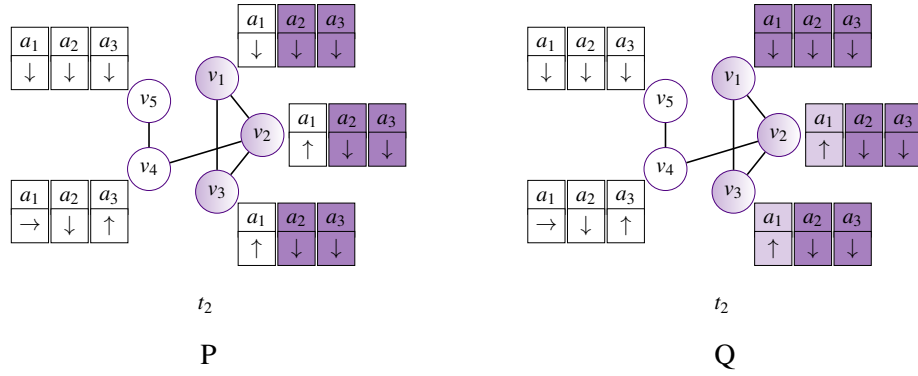 a1 a2 a3
↓ ↓ ↓
a1 a2 a3
↓ ↓ ↓
v1
v5
a1 a2 a3
↑ ↓ ↓
v2
v4
v3
a1 a2 a3
→ ↓ ↑
a1 a2 a3
↑ ↓ ↓
t2
P
a1 a2 a3
↓ ↓ ↓
a1 a2 a3
↓ ↓ ↓
v1
v5
a1 a2 a3
↑ ↓ ↓
v2
v4
v3
a1 a2 a3
→ ↓ ↑
a1 a2 a3
↑ ↓ ↓
t2
Q